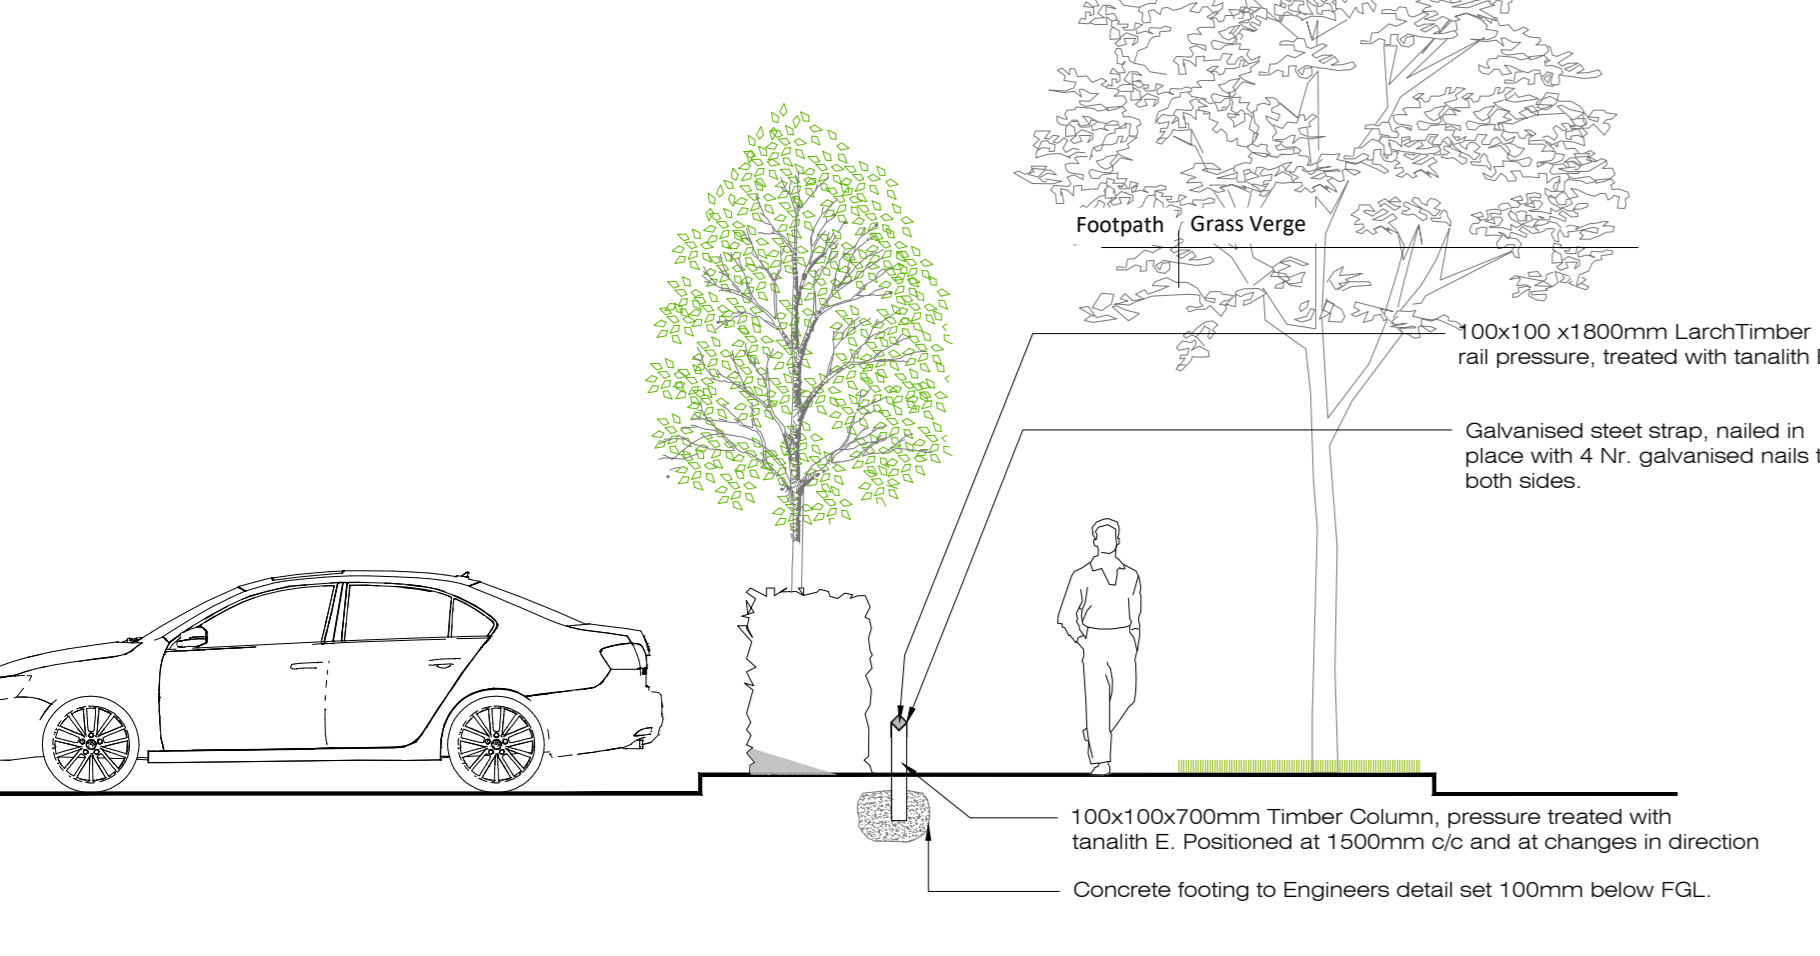 Footpath Grass Verge
100x100 x1800mm LarchTimber
rail pressure, treated with tanalith E
Galvanised steet strap, nailed in
place with 4 Nr. galvanised nails t
both sides.
100x100x700mm Timber Column, pressure treated with
tanalith E. Positioned at 1500mm c/c and at changes in direction
Concrete footing to Engineers detail set 100mm below FGL.